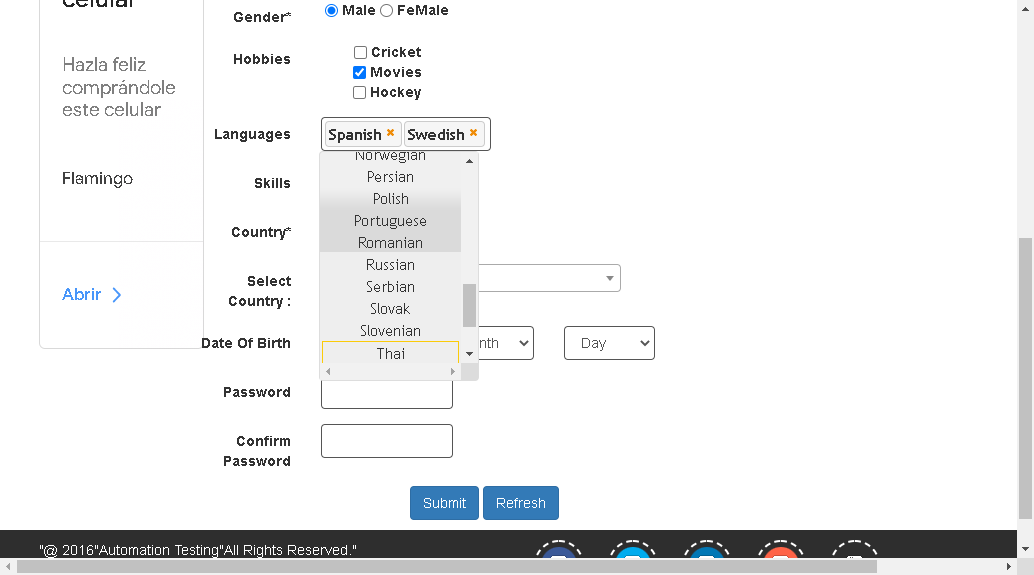 celular
Hazla feliz
comprándole
este celular
Flamingo
Abrir
Gender*
Male FeMale
Hobbies
Cricket
Movies
Hockey
Languages
Spanish Swedish
Norwegian
Persian
Polish
Portuguese
Romanian
Russian
Serbian
Slovak
Slovenian
Thai
Skills
Country*
Select
Country :
Date Of Birth
nth
Day
Password
Confirm
Password
Submit Refresh
"@ 2016"Automation Testing"All Rights Reserved."